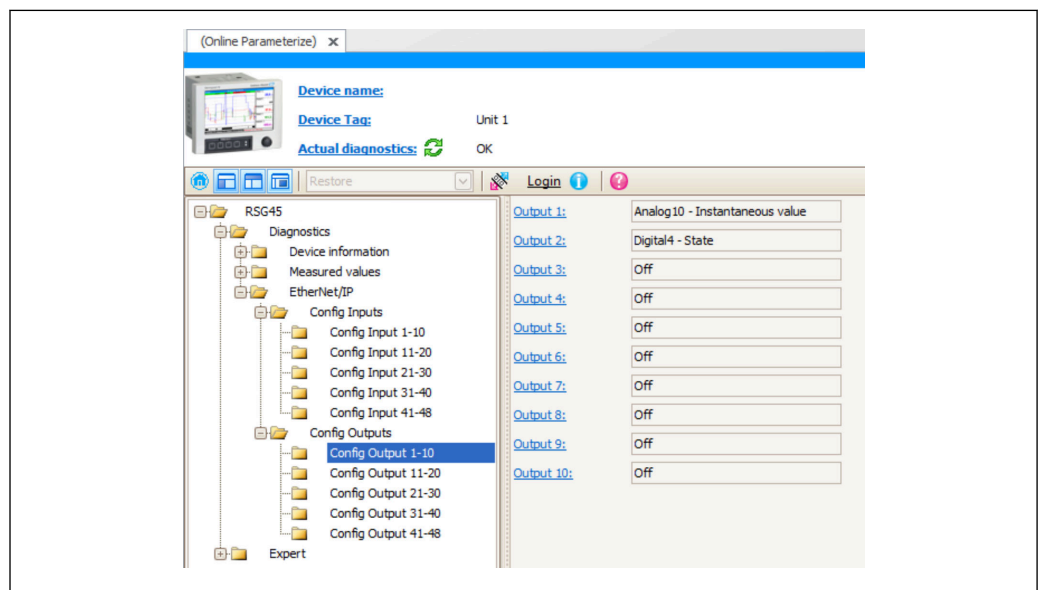 (Online Parameterize) x
Device name:
Device Tag: Unit 1
Actual diagnostics: OK
Restore Login
RSG45
Diagnostics
Device information
Measured values
EtherNet/IP
Config Inputs
Config Input 1-10
Config Input 11-20
Config Input 21-30
Config Input 31-40
Config Input 41-48
Config Outputs
Config Output 1-10
Config Output 11-20
Config Output 21-30
Config Output 31-40
Config Output 41-48
Expert
Output 1: Analog10 - Instantaneous value
Output 2: Digital4 - State
Output 3: Off
Output 4: Off
Output 5: Off
Output 6: Off
Output 7: Off
Output 8: Off
Output 9: Off
Output 10: Off